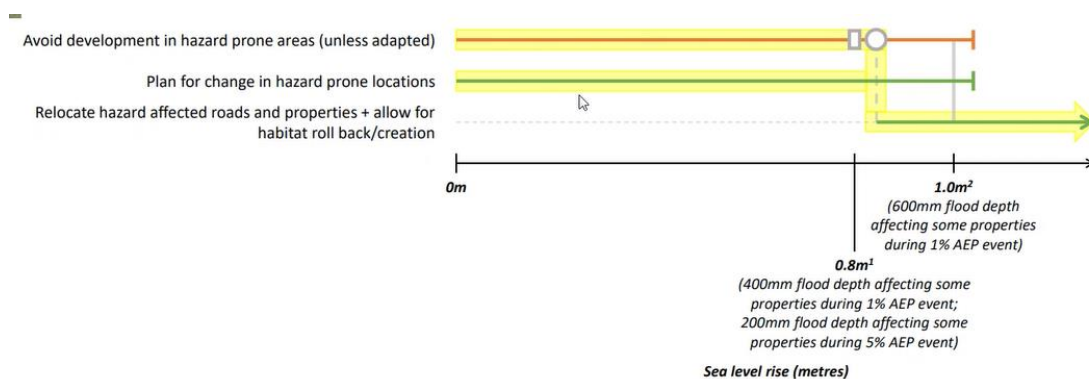 Avoid development in hazard prone areas (unless adapted)
Plan for change in hazard prone locations
Relocate hazard affected roads and properties + allow for
habitat roll back/creation
0m
1.0m²
(600mm flood depth
affecting some properties
during 1% AEP event)
0.8m¹
(400mm flood depth affecting some
properties during 1% AEP event;
200mm flood depth affecting some
properties during 5% AEP event)
Sea level rise (metres)